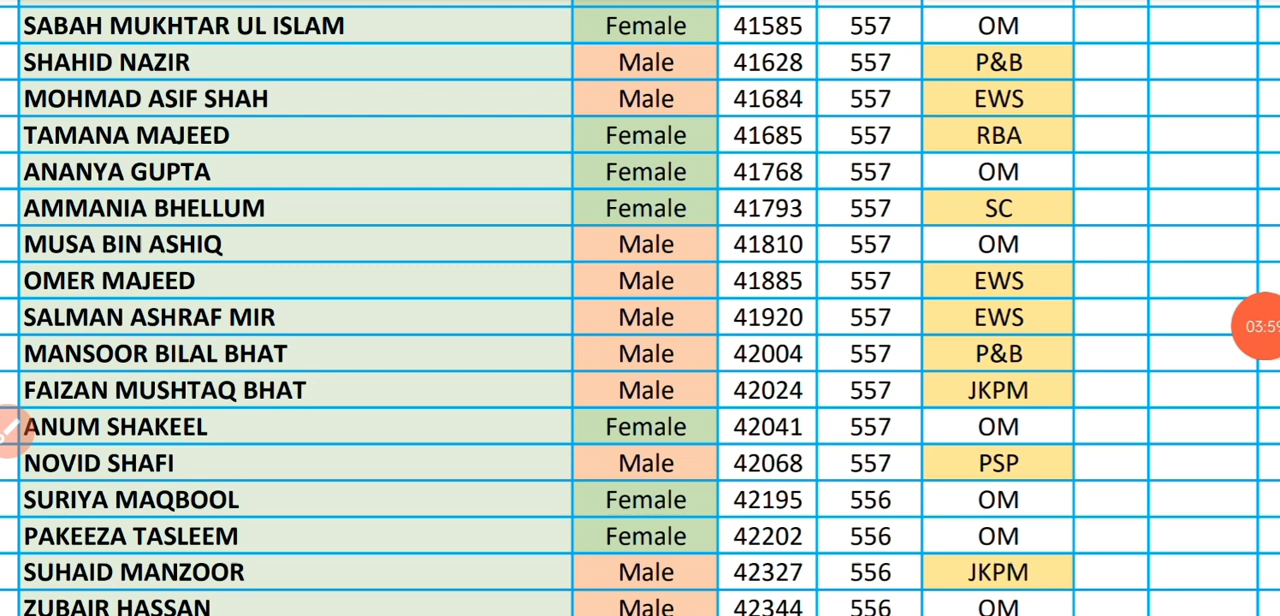 SABAH MUKHTAR UL ISLAM Female 41585 557 OM
SHAHID NAZIR Male 41628 557 P&B
MOHMAD ASIF SHAH Male 41684 557 EWS
TAMANA MAJEED Female 41685 557 RBA
ANANYA GUPTA Female 41768 557 OM
AMMANIA BHELLUM Female 41793 557 SC
MUSA BIN ASHIQ Male 41810 557 OM
OMER MAJEED Male 41885 557 EWS
SALMAN ASHRAF MIR Male 41920 557 EWS
03:59
MANSOOR BILAL BHAT Male 42004 557 P&B
FAIZAN MUSHTAQ BHAT Male 42024 557 JKPM
ANUM SHAKEEL Female 42041 557 OM
NOVID SHAFI Male 42068 557 PSP
SURIYA MAQBOOL Female 42195 556 OM
PAKEEZA TASLEEM Female 42202 556 OM
SUHAID MANZOOR Male 42327 556 JKPM
ZUBAIR HASSAN Male 42344 556 OM